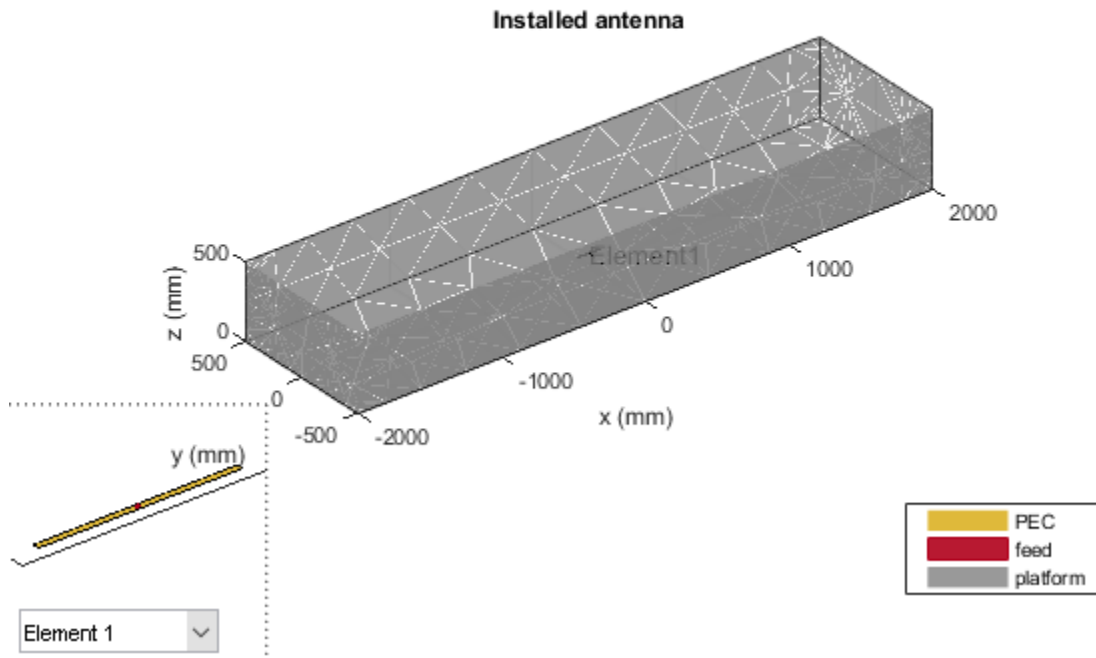 Installed antenna
500
0
z (mm)
500
0
-500
y (mm)
Element1
-2000
-1000
0
1000
2000
x (mm)
PEC
feed
platform
Element 1